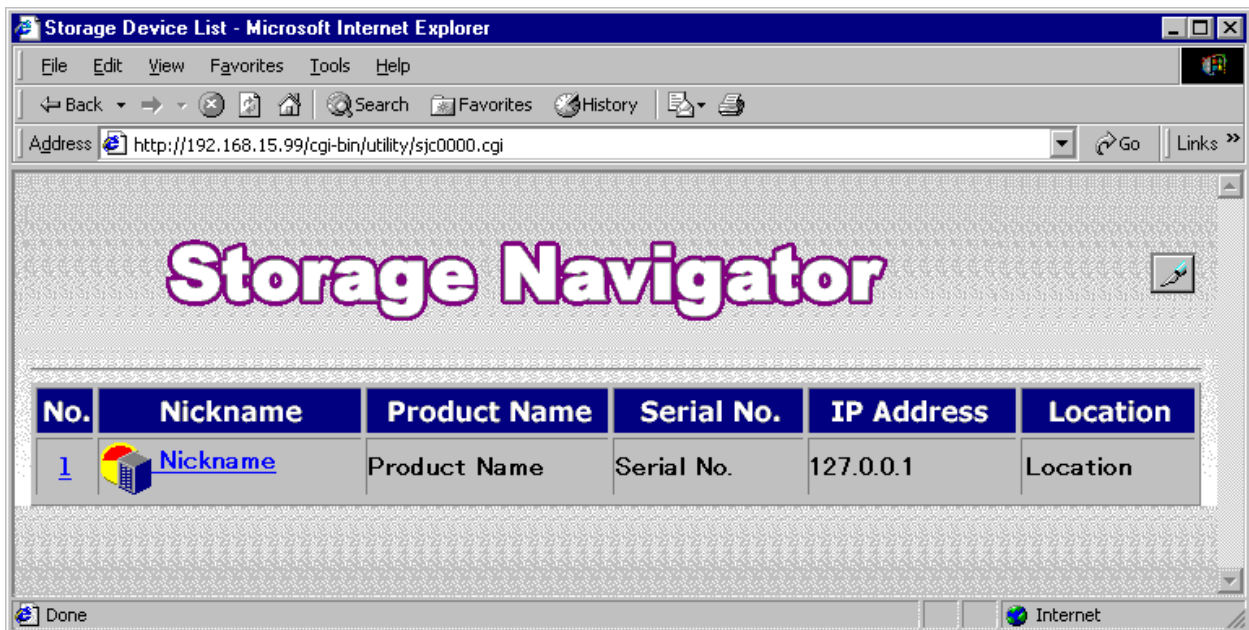 Storage Device List - Microsoft Internet Explorer
File Edit View Favorites Tools Help
Back Search Favorites History
Address http://192.168.15.99/cgi-bin/utility/sjc0000.cgi Go Links »
Storage Navigator
No. Nickname Product Name Serial No. IP Address Location
1 Nickname Product Name Serial No. 127.0.0.1 Location
Done Internet